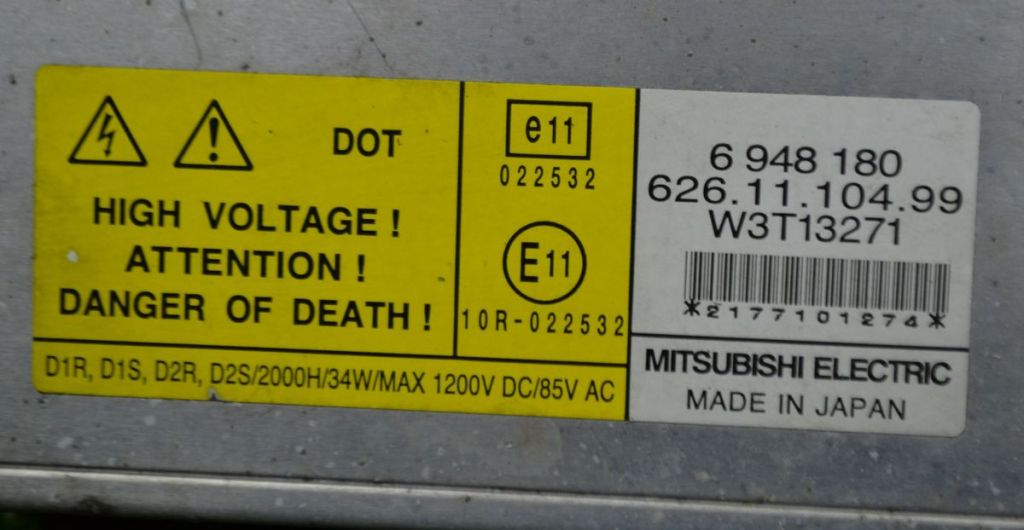 DOT
HIGH VOLTAGE !
ATTENTION !
DANGER OF DEATH !
D1R, D1S, D2R, D2S/2000H/34W/MAX 1200V DC/85V AC
e11
022532
E11
10R-022532
6 948 180
626.11.104.99
W3T13271
*2177101274*
MITSUBISHI ELECTRIC
MADE IN JAPAN